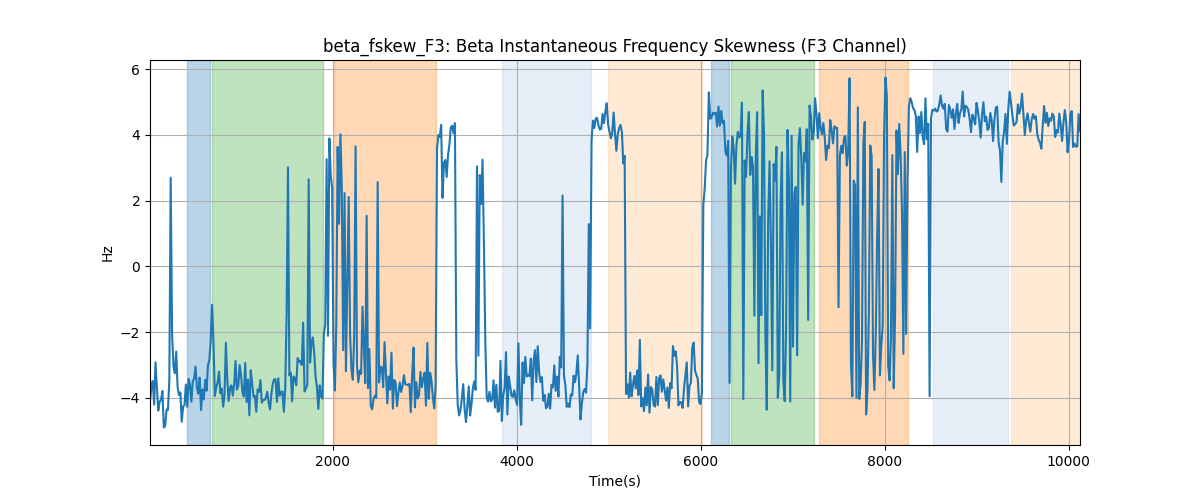 beta_fskew_F3: Beta Instantaneous Frequency Skewness (F3 Channel)
6
4
2
0
−2
−4
Hz
2000 4000 6000 8000 10000
Time(s)